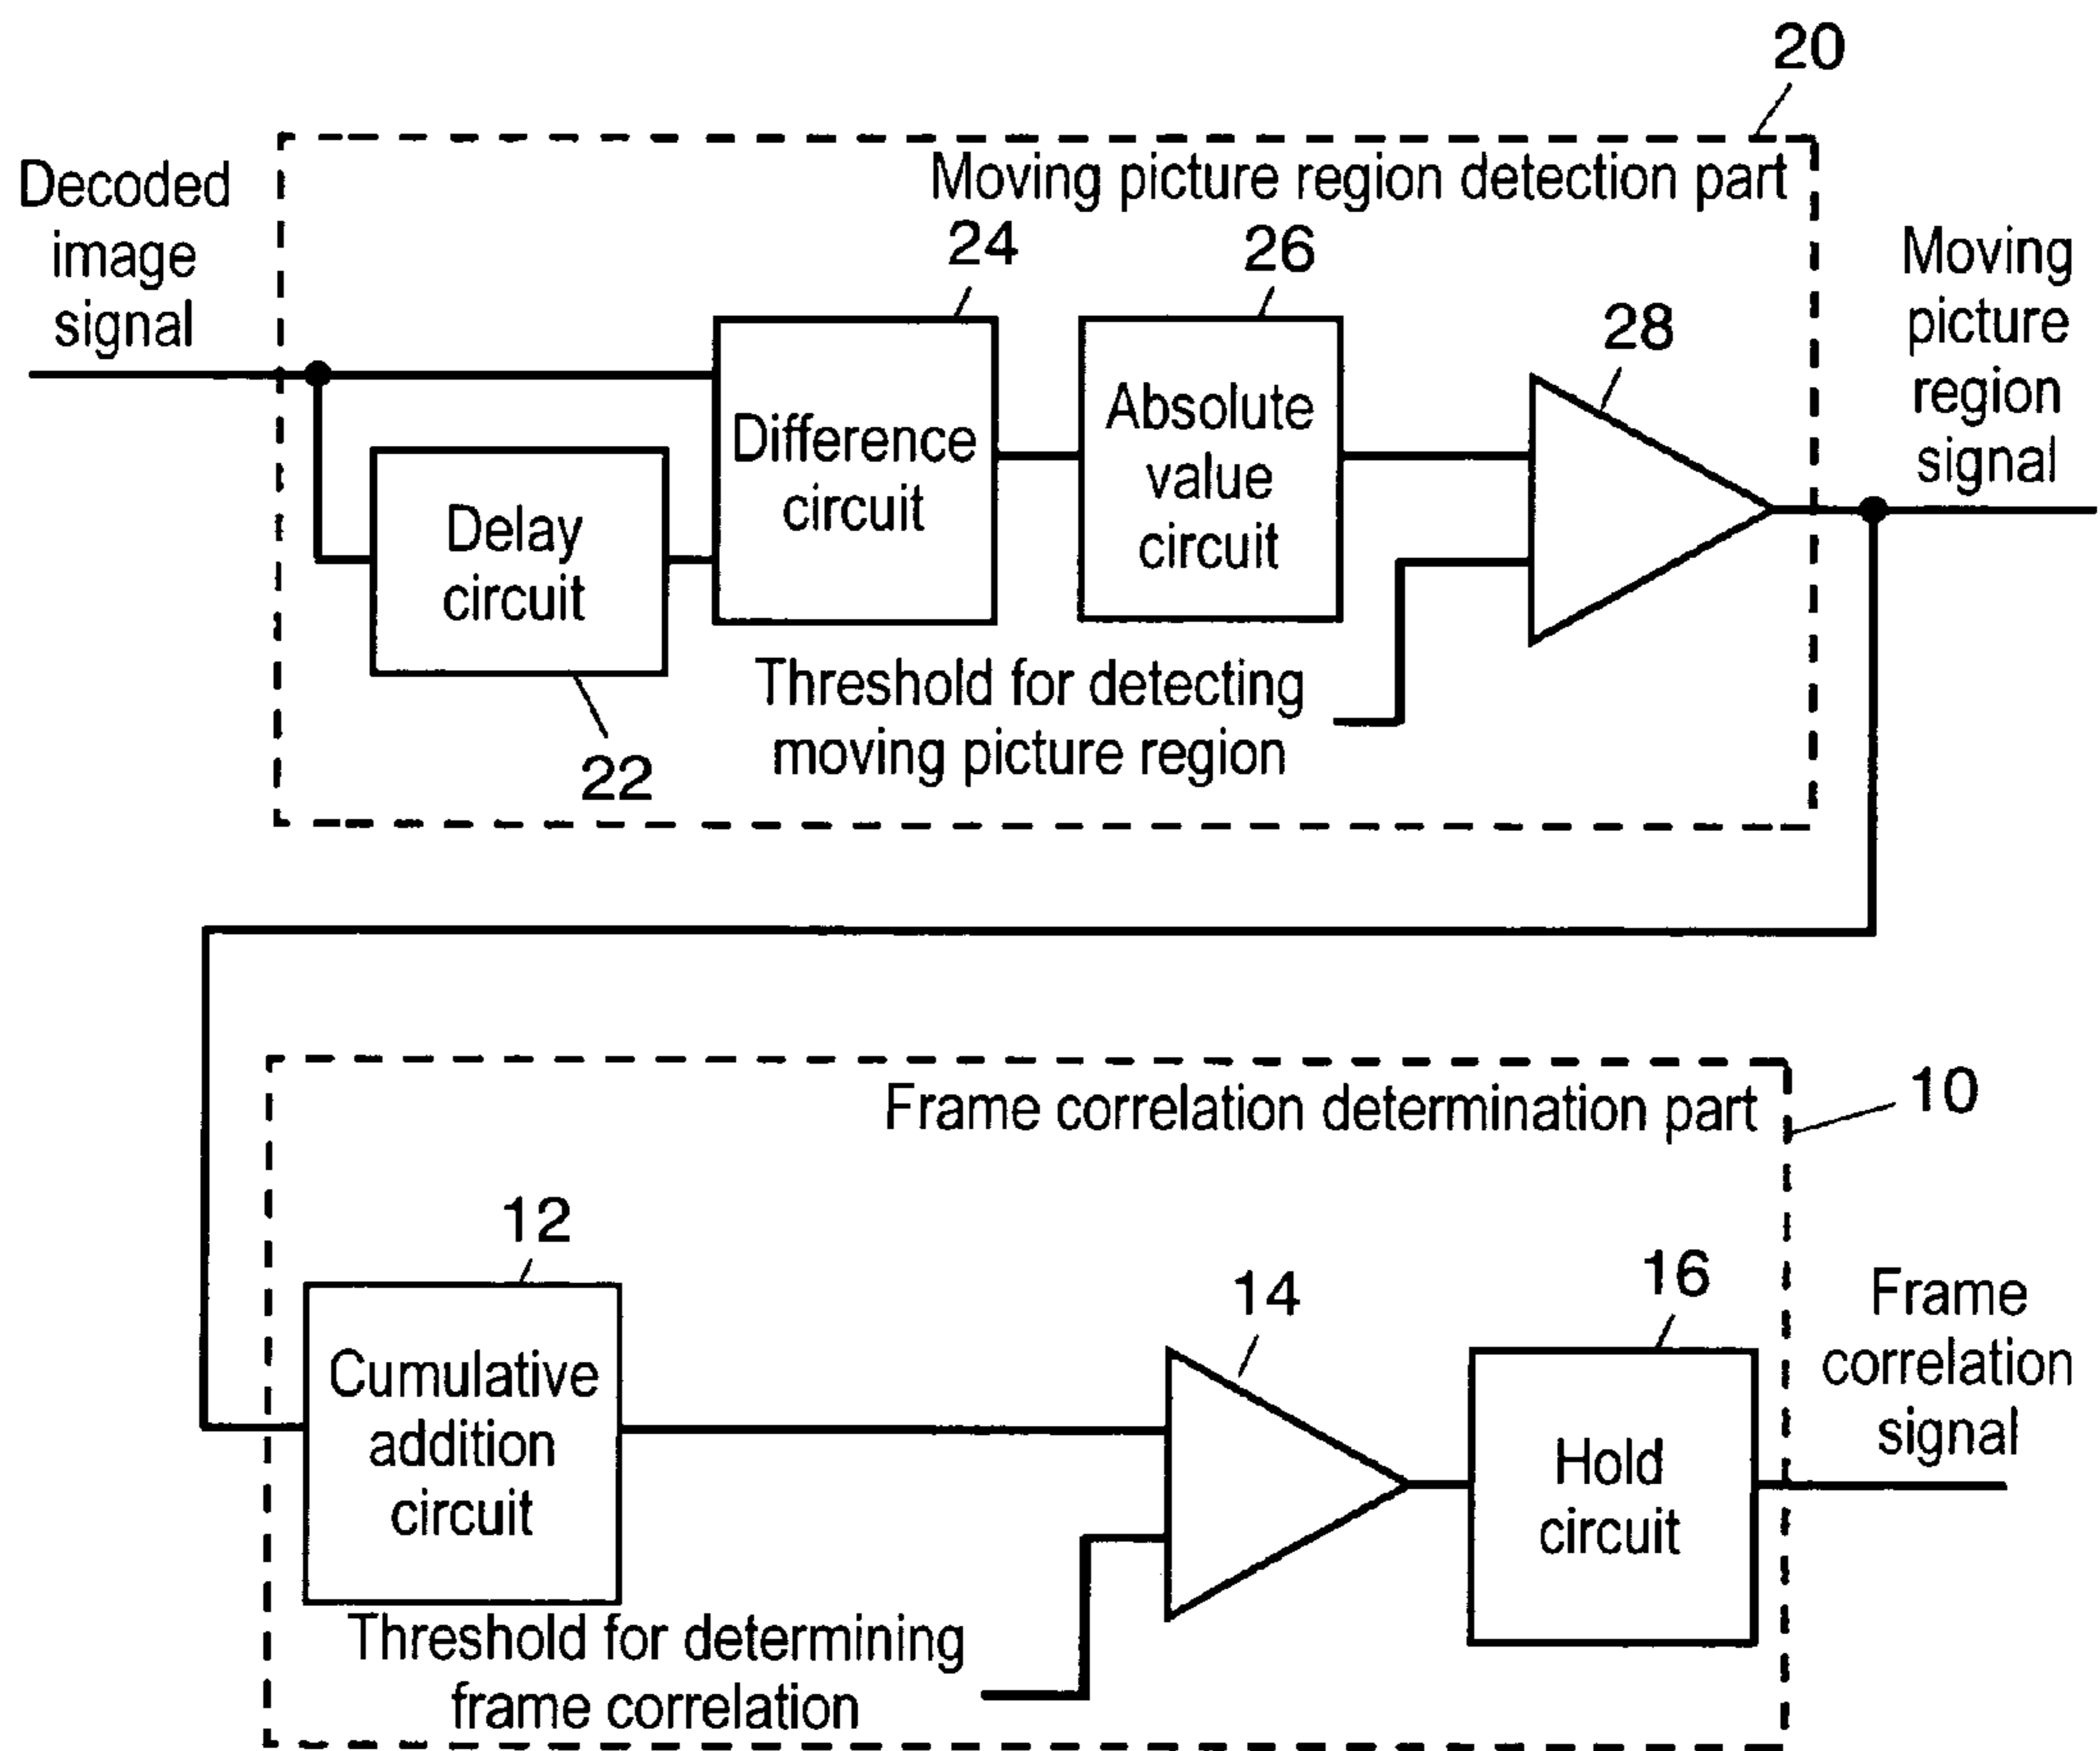 20
Decoded
image
signal
Moving picture region detection part
24
26
28
Moving
picture
region
signal
Difference
circuit
Absolute
value
circuit
Delay
circuit
22
Threshold for detecting
moving picture region
Frame correlation determination part
10
12
14
16
Cumulative
addition
circuit
Hold
circuit
Frame
correlation
signal
Threshold for determining
frame correlation